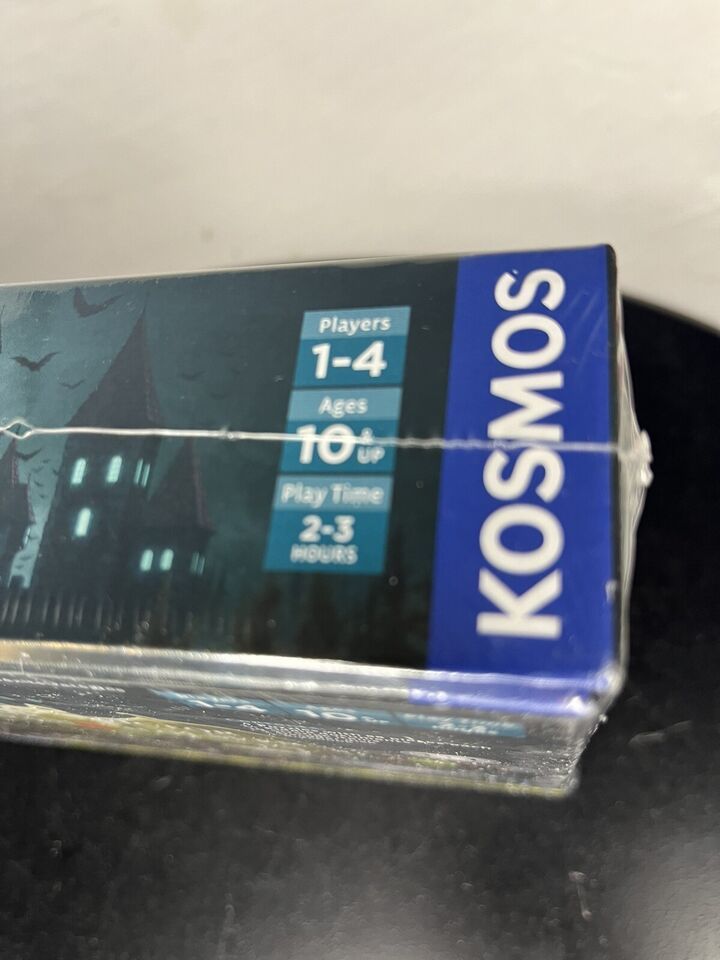 Players
1-4
Ages
10 & UP
Play Time
2-3
HOURS
KOSMOS